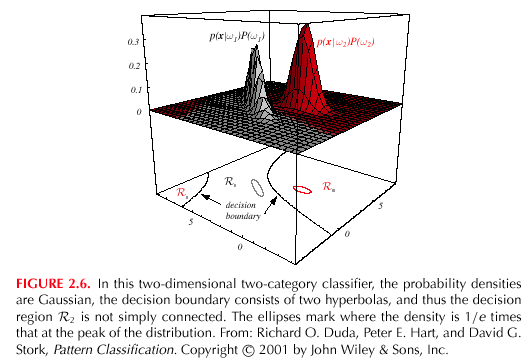 p(x|ω₁)P(ω₁)
p(x|ω₂)P(ω₂)
0.3
0.2
0.1
0
R
R
R
decision
boundary
5
0
0
5
FIGURE 2.6. In this two-dimensional two-category classifier, the probability densities
are Gaussian, the decision boundary consists of two hyperbolas, and thus the decision
region R₂ is not simply connected. The ellipses mark where the density is 1/e times
that at the peak of the distribution. From: Richard O. Duda, Peter E. Hart, and David G.
Stork, Pattern Classification. Copyright © 2001 by John Wiley & Sons, Inc.